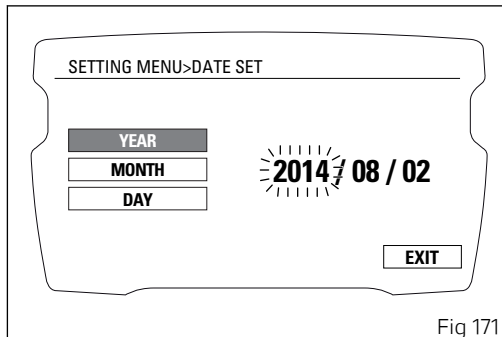 SETTING MENU>DATE SET
YEAR
MONTH
DAY
2014 / 08 / 02
EXIT
Fig 171